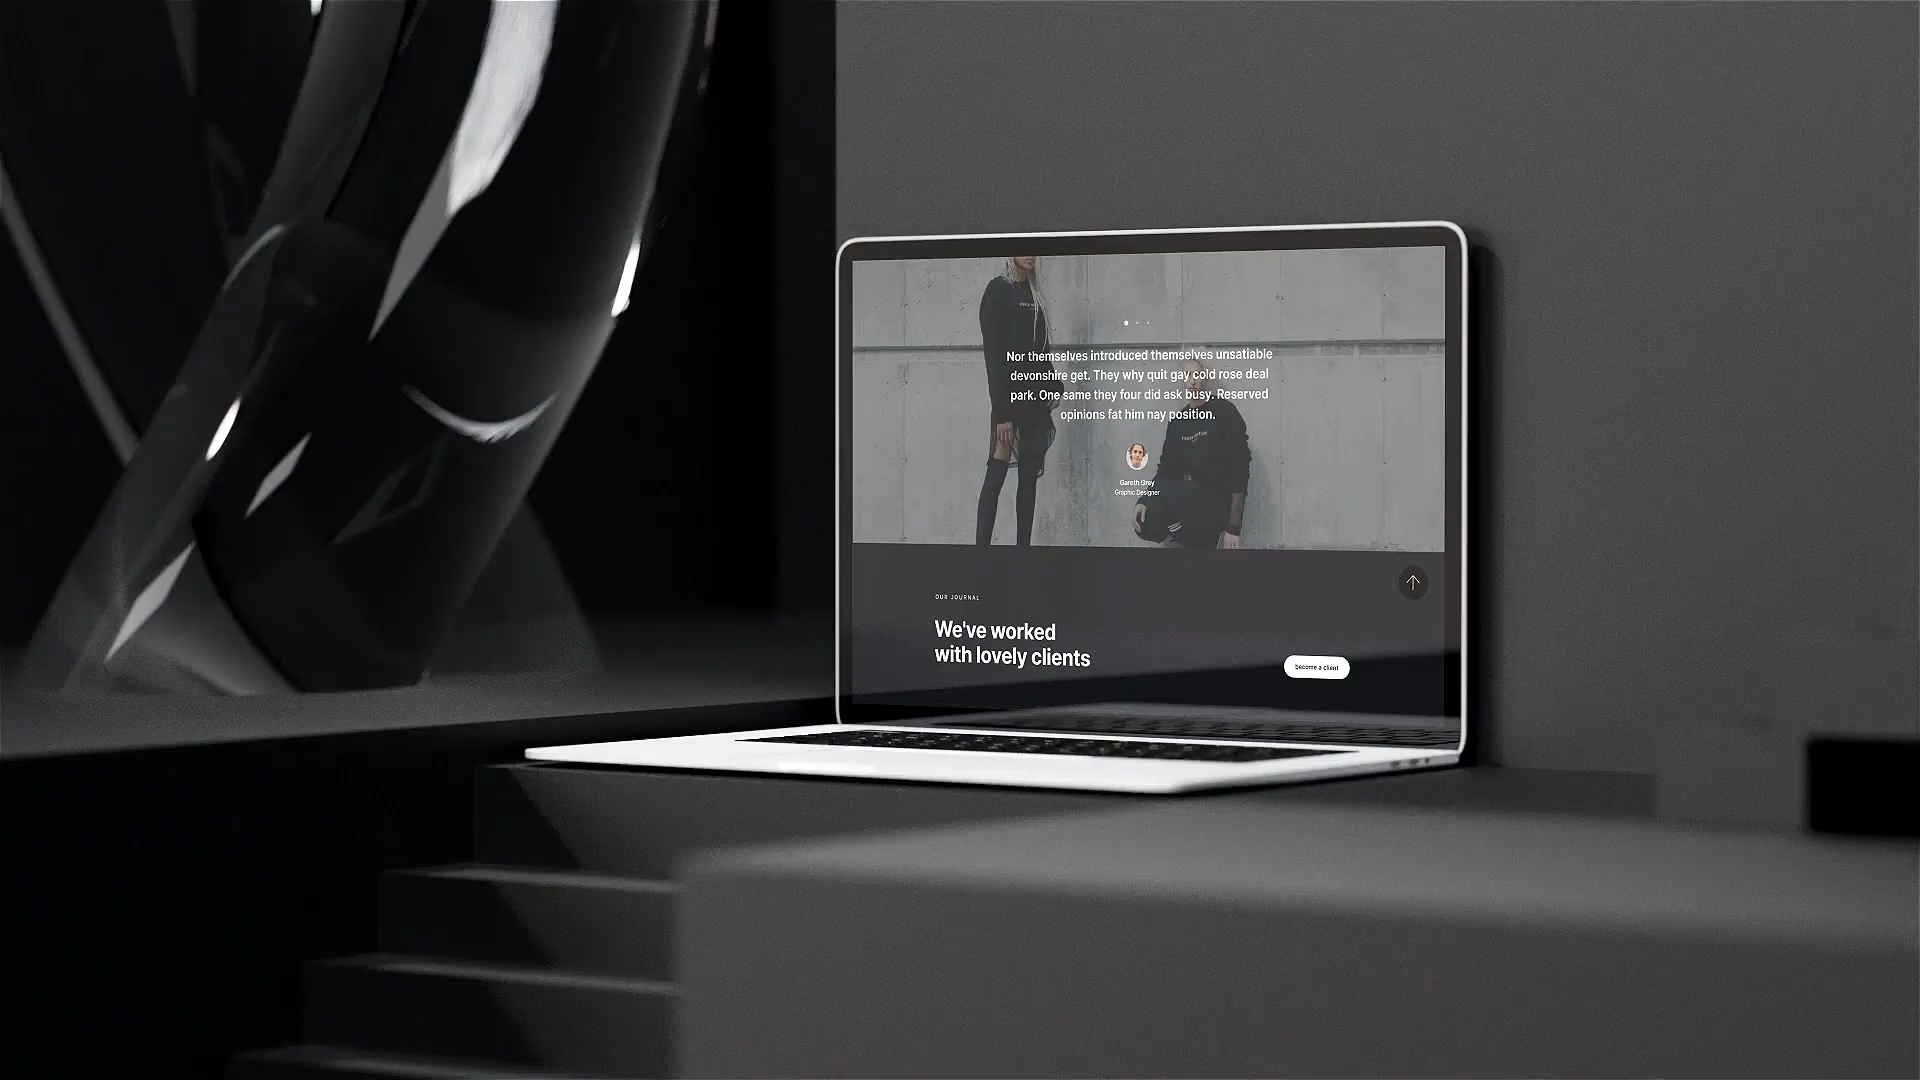 Nor themselves introduced themselves unsatiable
devonshire get. They why quit gay cold rose deal
park. One same they four did ask busy. Reserved
opinions fat him nay position.
Gareth Grey
Graphic Designer
OUR JOURNAL
We've worked
with lovely clients
become a client